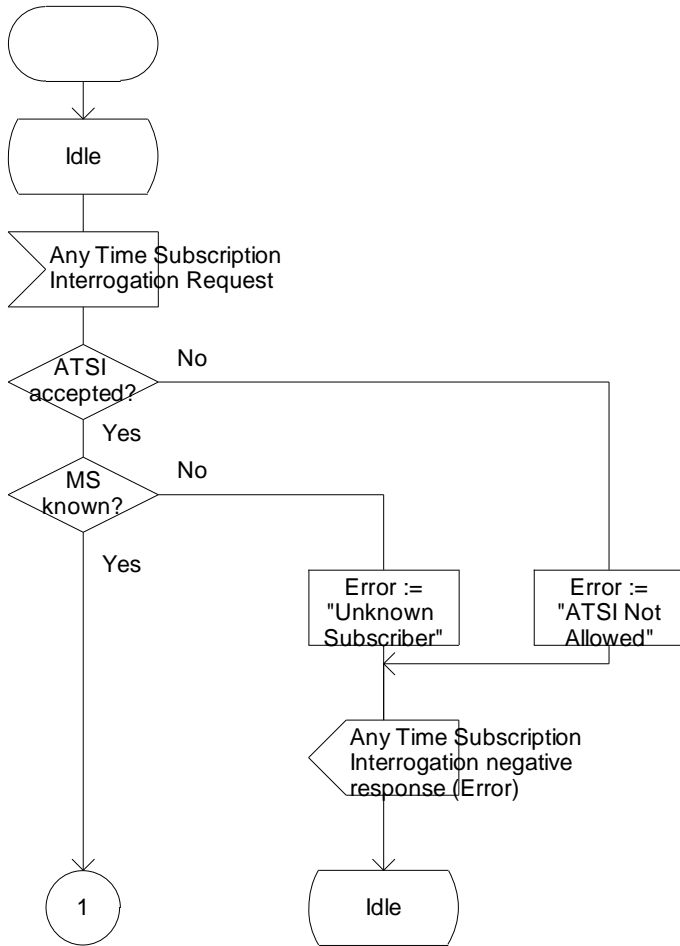 Idle
Any Time Subscription
Interrogation Request
ATSI
accepted?
No
Yes
MS
known?
No
Yes
Error :=
"Unknown
Subscriber"
Error :=
"ATSI Not
Allowed"
Any Time Subscription
Interrogation negative
response (Error)
1
Idle